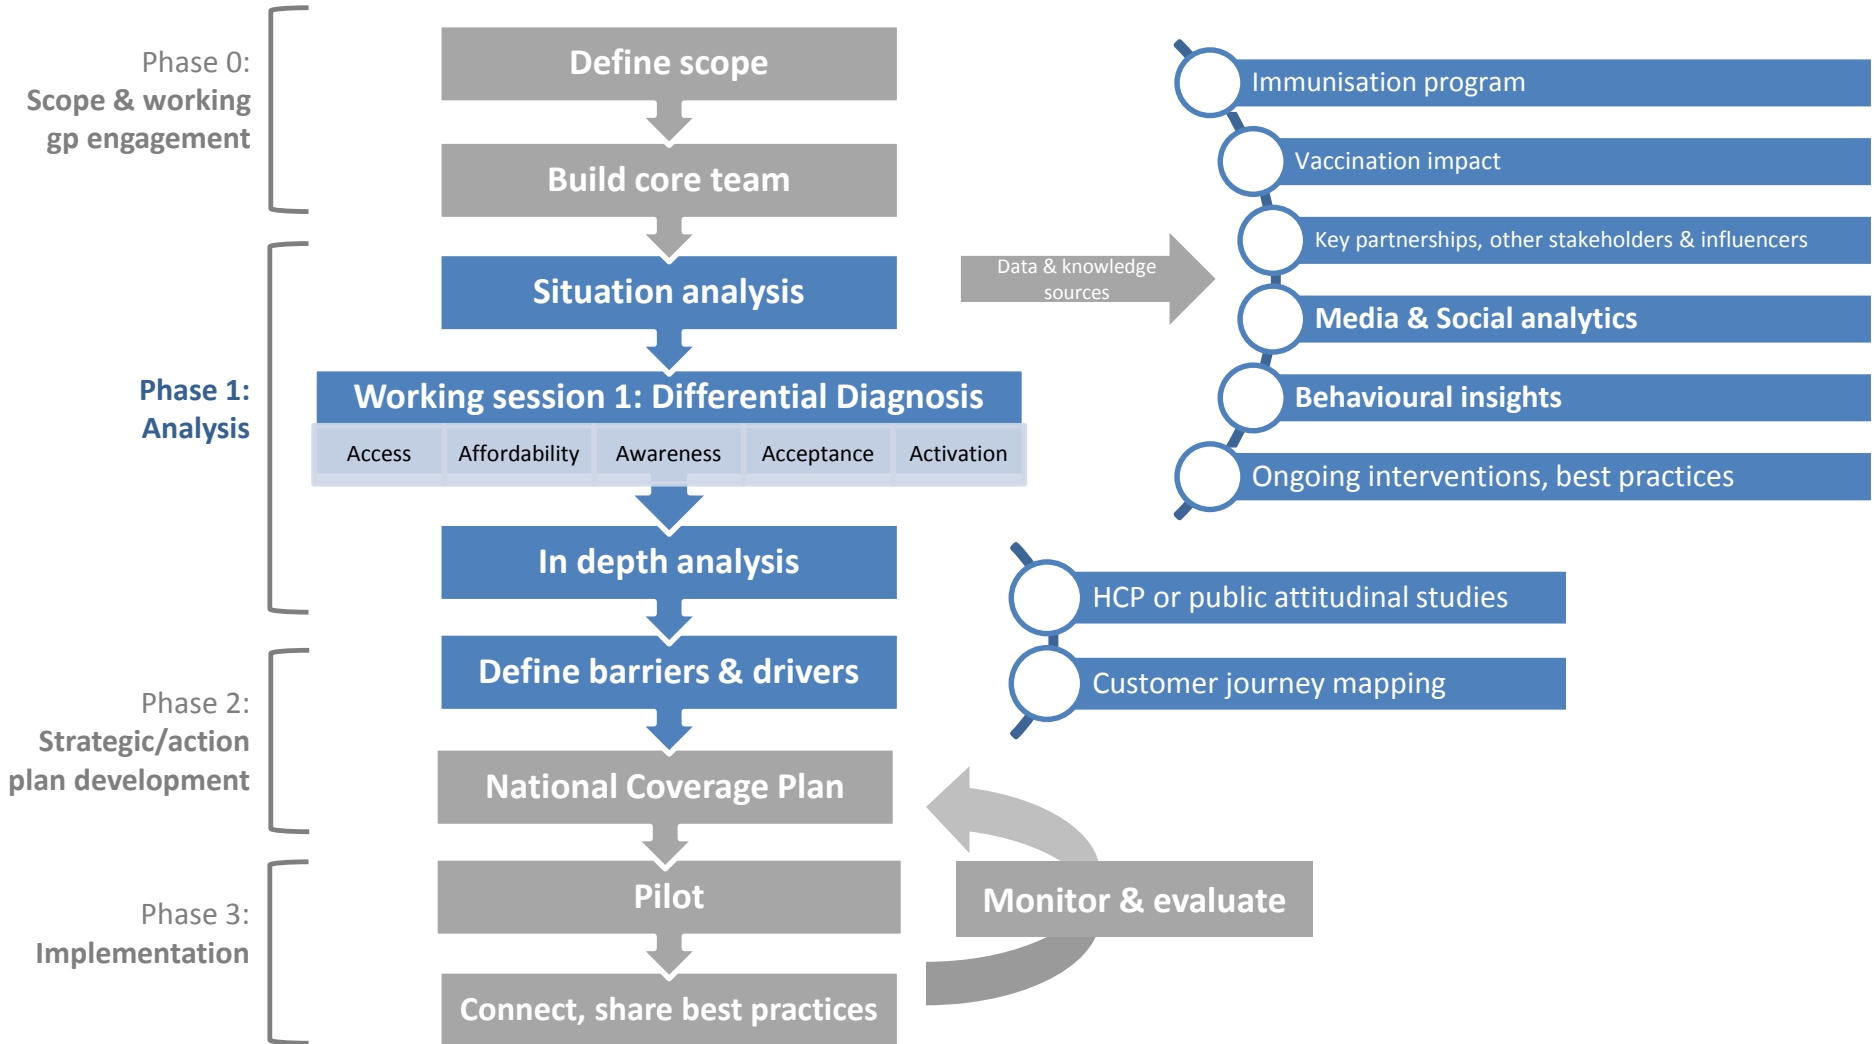 Phase 0:
Scope & working
gp engagement
Define scope
Build core team
Phase 1:
Analysis
Situation analysis
Working session 1: Differential Diagnosis
Access
Affordability
Awareness
Acceptance
Activation
In depth analysis
Data & knowledge
sources
Immunisation program
Vaccination impact
Key partnerships, other stakeholders & influencers
Media & Social analytics
Behavioural insights
Ongoing interventions, best practices
HCP or public attitudinal studies
Customer journey mapping
Phase 2:
Strategic/action
plan development
Define barriers & drivers
National Coverage Plan
Phase 3:
Implementation
Pilot
Connect, share best practices
Monitor & evaluate